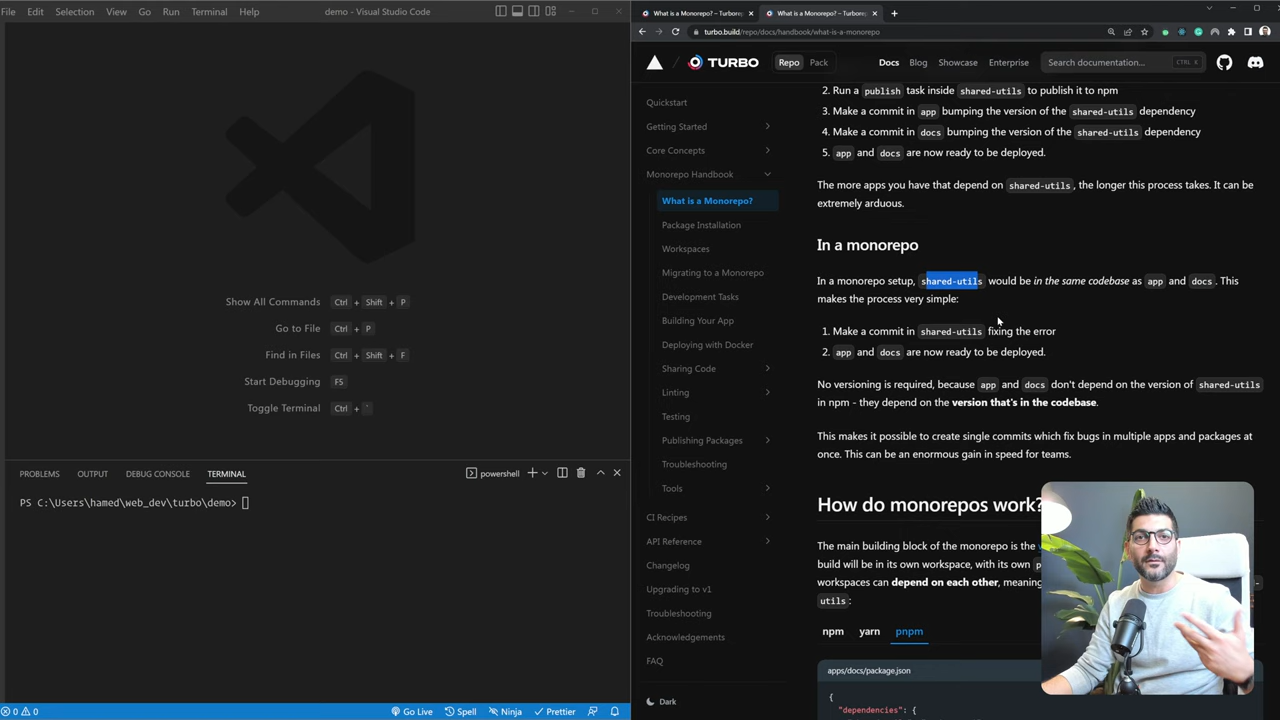 File Edit Selection View Go Run Terminal Help demo - Visual Studio Code
Show All Commands Ctrl + Shift + P
Go to File Ctrl + P
Find in Files Ctrl + Shift + F
Start Debugging F5
Toggle Terminal Ctrl + `
PROBLEMS OUTPUT DEBUG CONSOLE TERMINAL powershell
PS C:\Users\hamed\web_dev\turbo\demo>
0 0 Go Live Spell Ninja Prettier
What is a Monorepo? – Turborep What is a Monorepo? – Turborep
turbo.build/repo/docs/handbook/what-is-a-monorepo
TURBO Repo Pack Docs Blog Showcase Enterprise Search documentation... CTRL K
Quickstart
Getting Started
Core Concepts
Monorepo Handbook
What is a Monorepo?
Package Installation
Workspaces
Migrating to a Monorepo
Development Tasks
Building Your App
Deploying with Docker
Sharing Code
Linting
Testing
Publishing Packages
Troubleshooting
Tools
CI Recipes
API Reference
Changelog
Upgrading to v1
Troubleshooting
Acknowledgements
FAQ
Dark
2. Run a publish task inside shared-utils to publish it to npm
3. Make a commit in app bumping the version of the shared-utils dependency
4. Make a commit in docs bumping the version of the shared-utils dependency
5. app and docs are now ready to be deployed.
The more apps you have that depend on shared-utils, the longer this process takes. It can be
extremely arduous.
In a monorepo
In a monorepo setup, shared-utils would be in the same codebase as app and docs. This
makes the process very simple:
1. Make a commit in shared-utils fixing the error
2. app and docs are now ready to be deployed.
No versioning is required, because app and docs don't depend on the version of shared-utils
in npm - they depend on the version that's in the codebase.
This makes it possible to create single commits which fix bugs in multiple apps and packages at
once. This can be an enormous gain in speed for teams.
How do monorepos work?
The main building block of the monorepo is the
build will be in its own workspace, with its own
workspaces can depend on each other, meaning
utils:
npm yarn pnpm
apps/docs/package.json
{
"dependencies": {